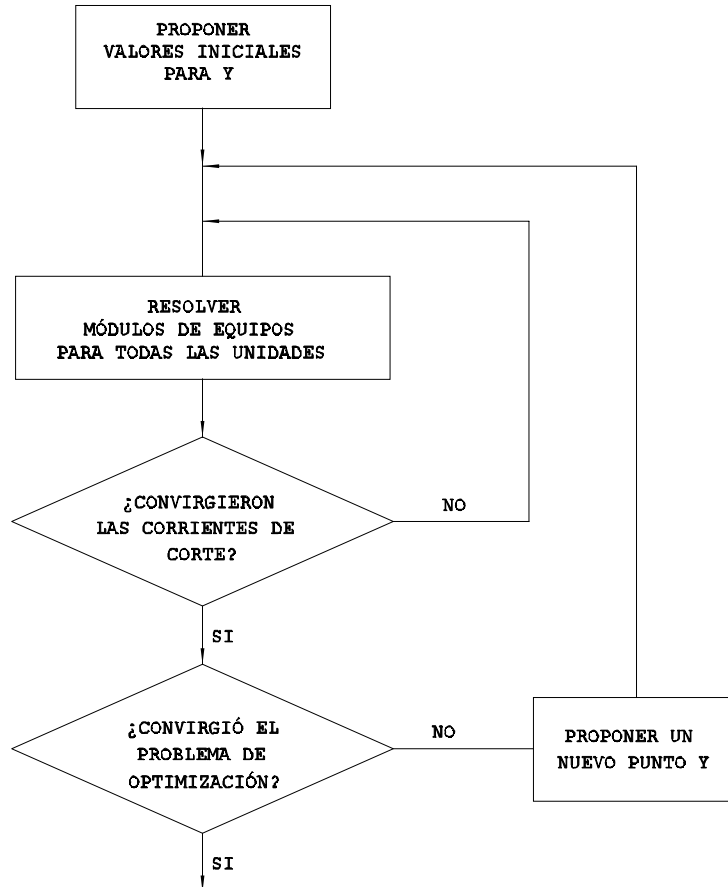 PROPONER
VALORES INICIALES
PARA Y
RESOLVER
MÓDULOS DE EQUIPOS
PARA TODAS LAS UNIDADES
¿CONVIRGIERON
LAS CORRIENTES DE
CORTE?
NO
SI
¿CONVIRGIÓ EL
PROBLEMA DE
OPTIMIZACIÓN?
NO
PROPONER UN
NUEVO PUNTO Y
SI